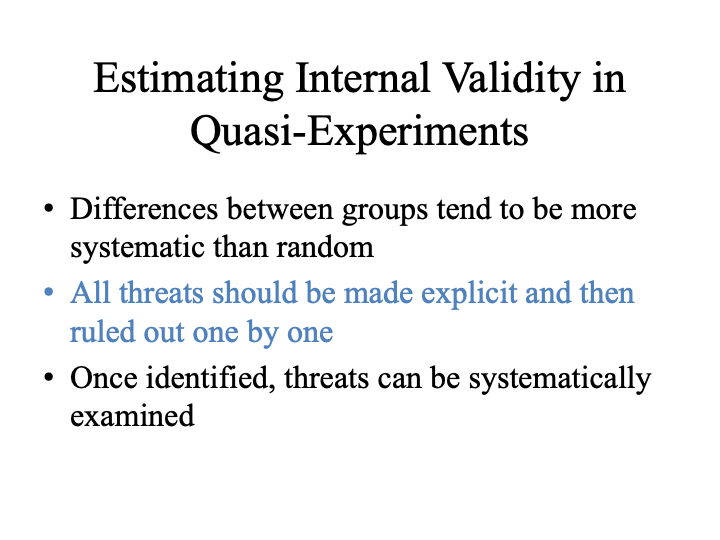 Estimating Internal Validity in
Quasi-Experiments
• Differences between groups tend to be more
systematic than random
• All threats should be made explicit and then
ruled out one by one
• Once identified, threats can be systematically
examined